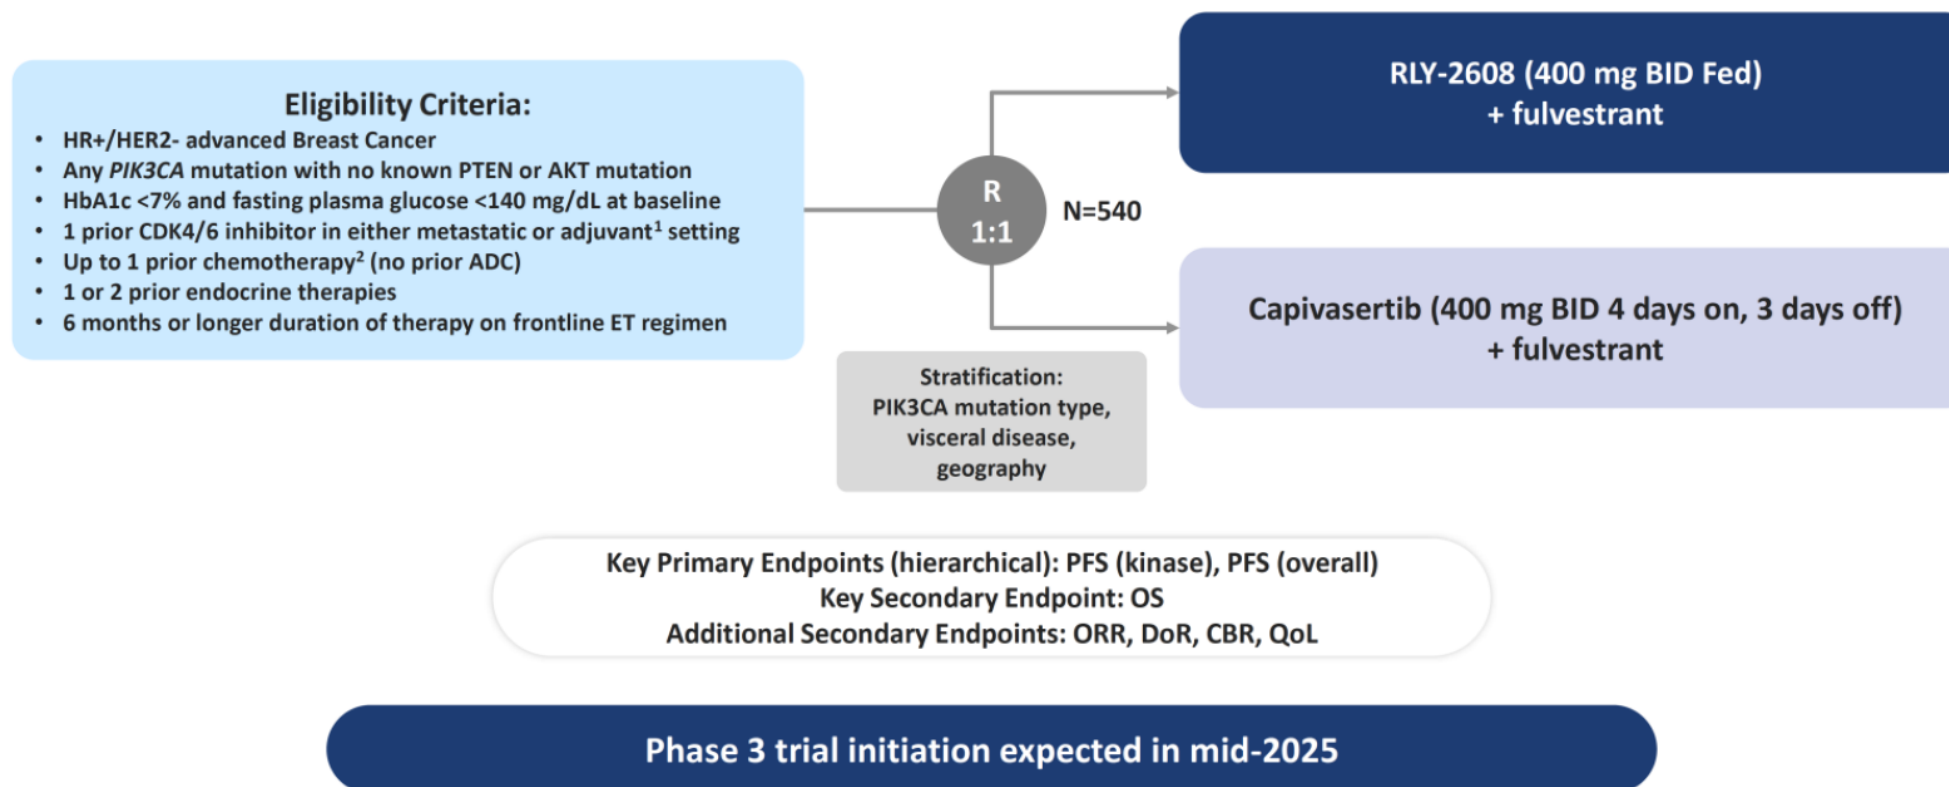 Eligibility Criteria:
• HR+/HER2- advanced Breast Cancer
• Any PIK3CA mutation with no known PTEN or AKT mutation
• HbA1c <7% and fasting plasma glucose <140 mg/dL at baseline
• 1 prior CDK4/6 inhibitor in either metastatic or adjuvant¹ setting
• Up to 1 prior chemotherapy² (no prior ADC)
• 1 or 2 prior endocrine therapies
• 6 months or longer duration of therapy on frontline ET regimen
R
1:1
N=540
RLY-2608 (400 mg BID Fed)
+ fulvestrant
Capivasertib (400 mg BID 4 days on, 3 days off)
+ fulvestrant
Stratification:
PIK3CA mutation type,
visceral disease,
geography
Key Primary Endpoints (hierarchical): PFS (kinase), PFS (overall)
Key Secondary Endpoint: OS
Additional Secondary Endpoints: ORR, DoR, CBR, QoL
Phase 3 trial initiation expected in mid-2025